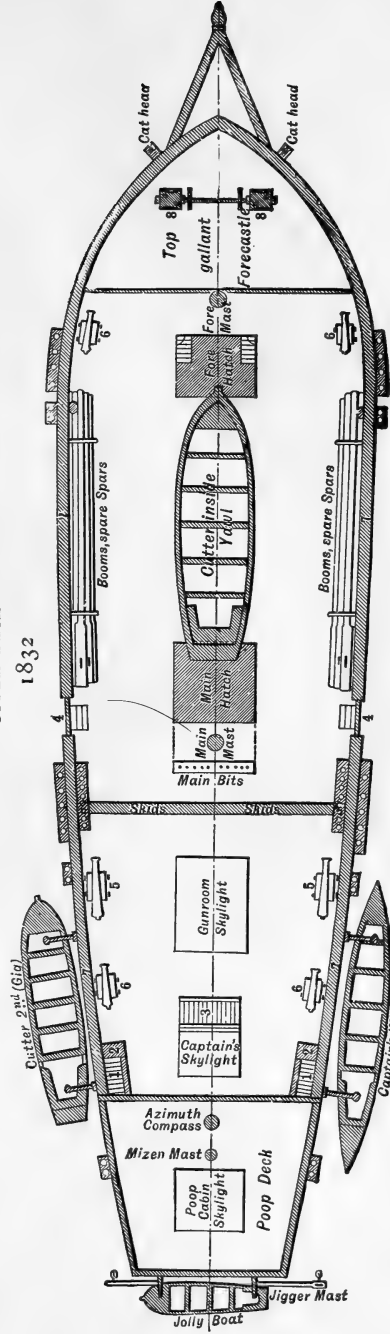 1832
Cat head
Cat head
8
8
Top
gallant
Forecastle
Fore
Mast
6
6
Fore
Hatch
Booms, spare Spars
Booms, spare Spars
Cutter inside
Yawl
Main
Hatch
4
4
Main
Mast
Main Bits
Skids
Skids
5
5
Gunroom
Skylight
Cutter 2nd (Gig)
6
6
3
Captain's
Skylight
1
2
2
Azimuth
Compass
Mizen Mast
Poop
Cabin
Skylight
Poop Deck
Jigger Mast
Jolly Boat